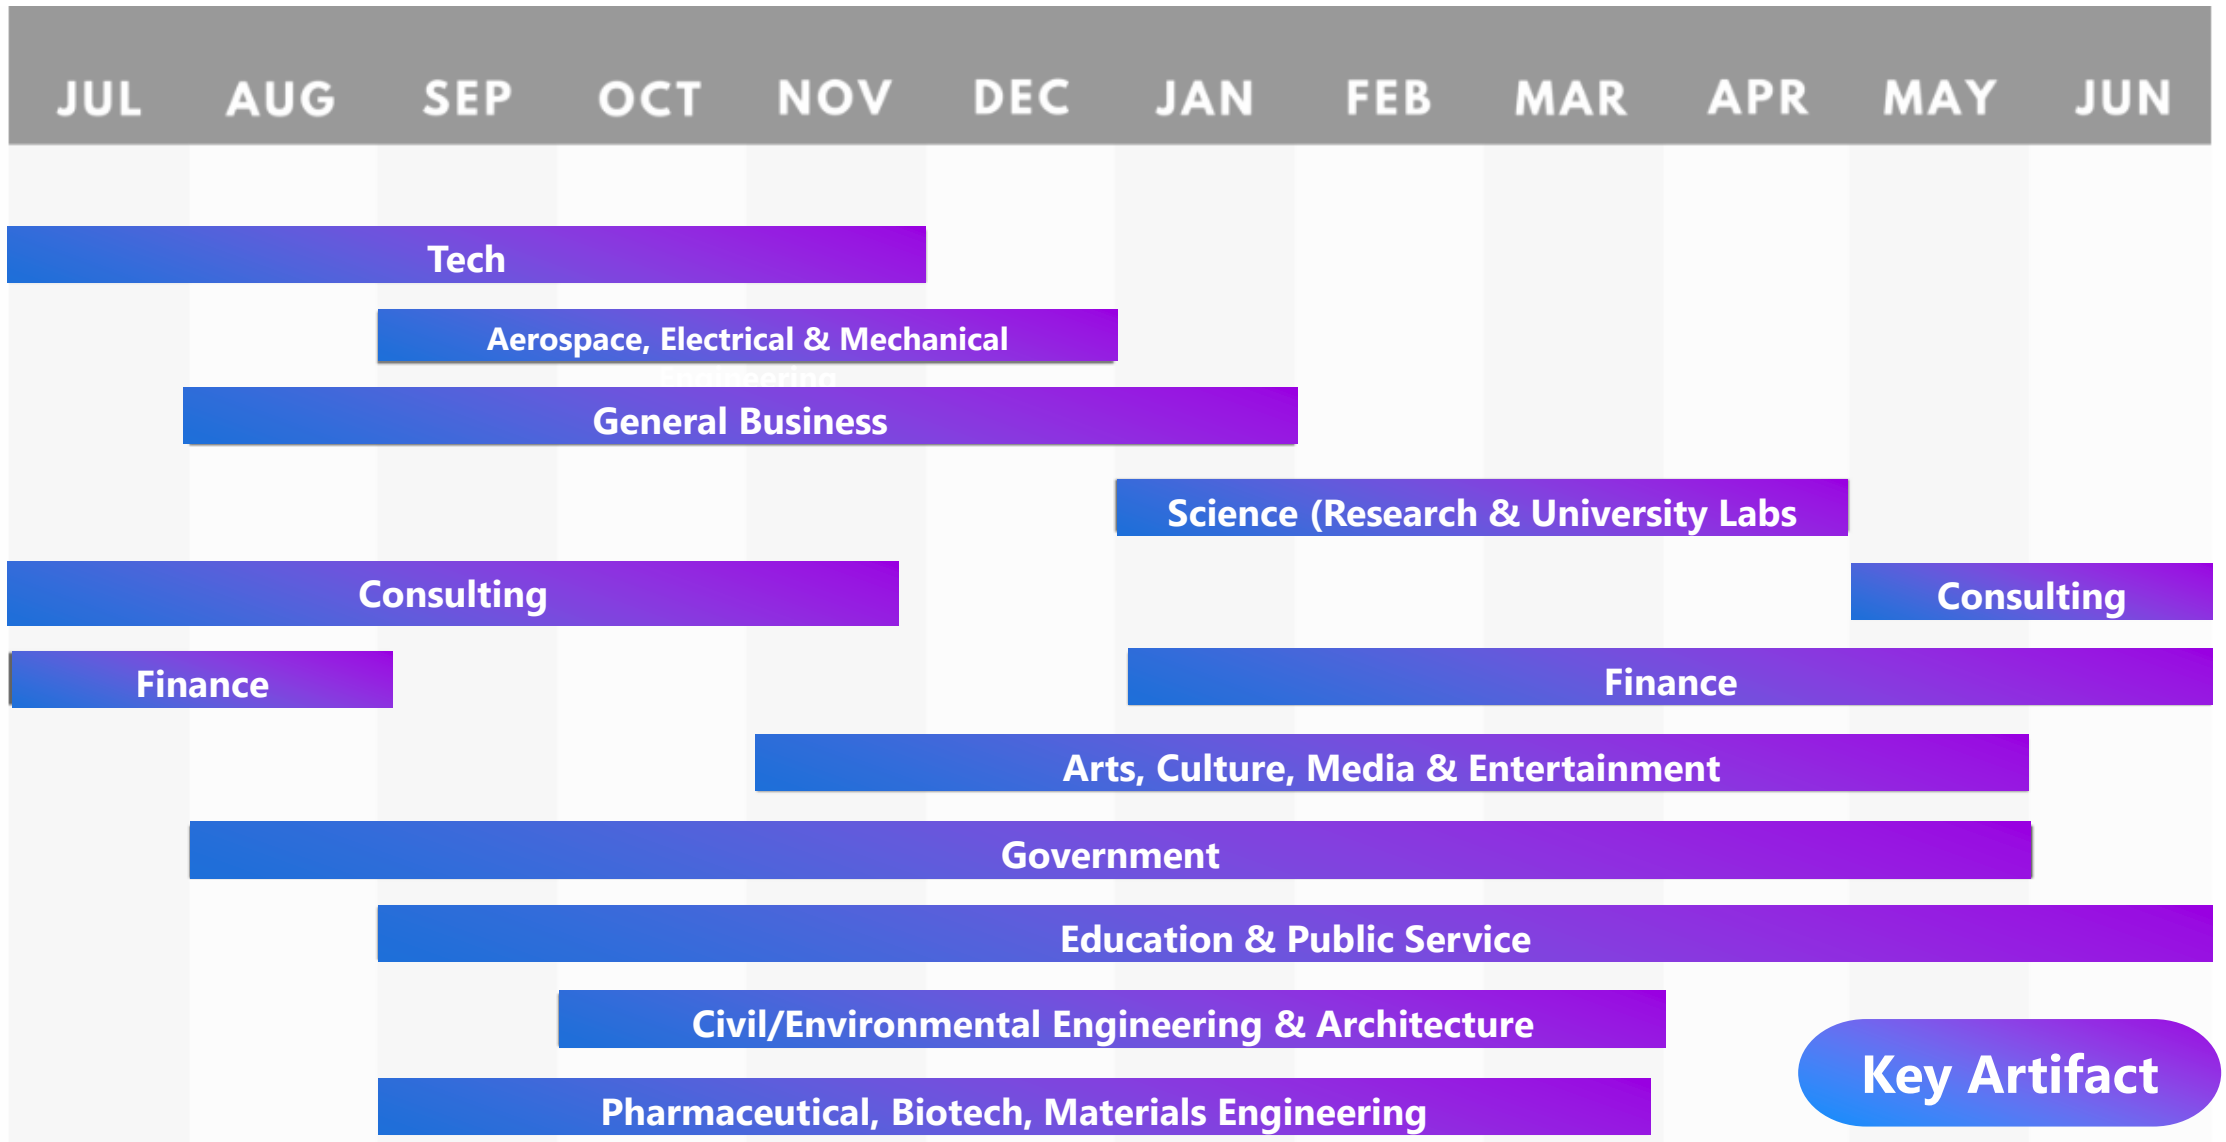 JUL AUG SEP OCT NOV DEC JAN FEB MAR APR MAY JUN
Tech
Aerospace, Electrical & Mechanical
Engineering
General Business
Science (Research & University Labs
Consulting
Consulting
Finance
Finance
Arts, Culture, Media & Entertainment
Government
Education & Public Service
Civil/Environmental Engineering & Architecture
Key Artifact
Pharmaceutical, Biotech, Materials Engineering